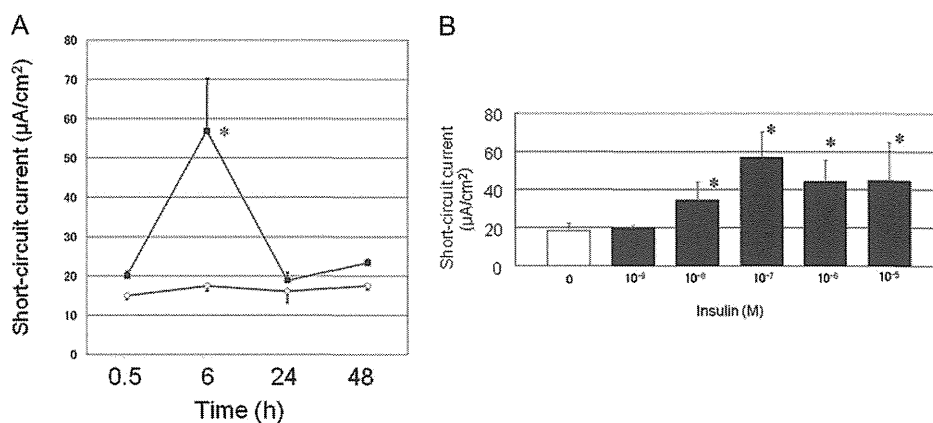 A
Short-circuit current (μA/cm²)
80
70
60
50
40
30
20
10
0
0.5 6 24 48
Time (h)
*
B
Short-circuit current
(μA/cm²)
80
60
40
20
0
* * * *
0 10⁻⁹ 10⁻⁸ 10⁻⁷ 10⁻⁶ 10⁻⁵
Insulin (M)